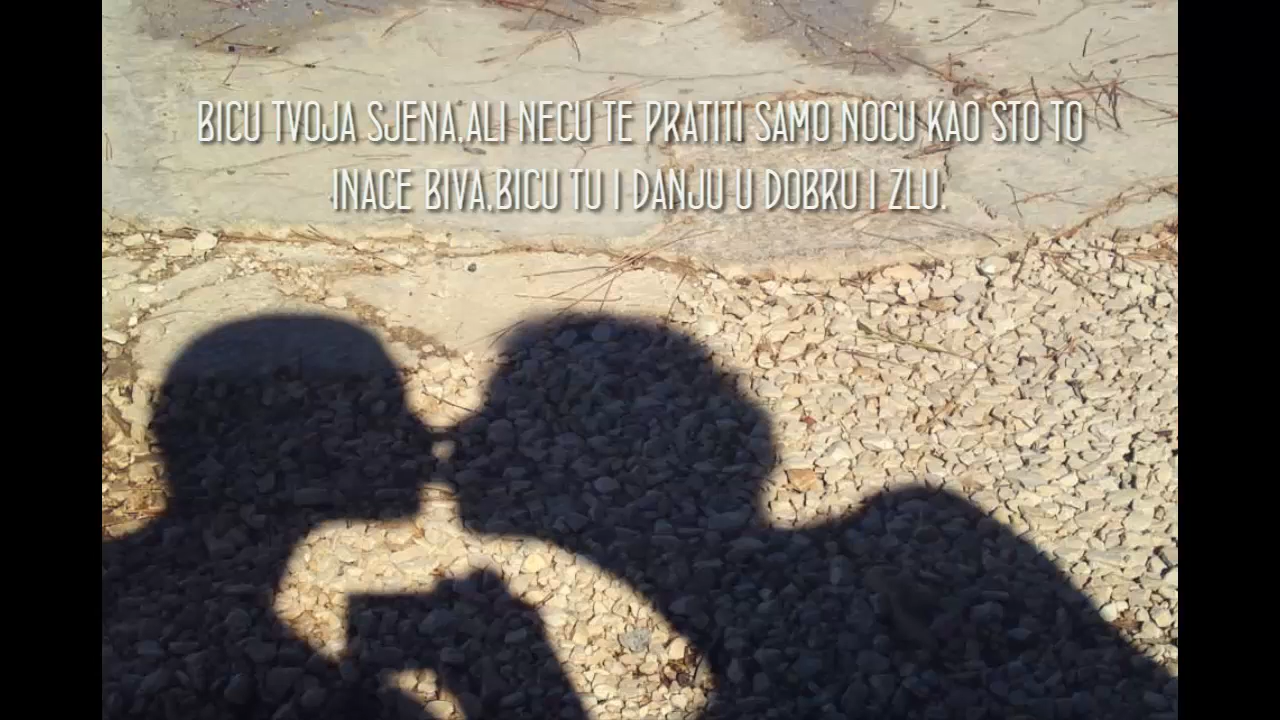 BICU TVOJA SJENA,ALI NECU TE PRATITI SAMO NOCU KAO STO TO
INACE BIVA,BICU TU I DANJU U DOBRU I ZLU.